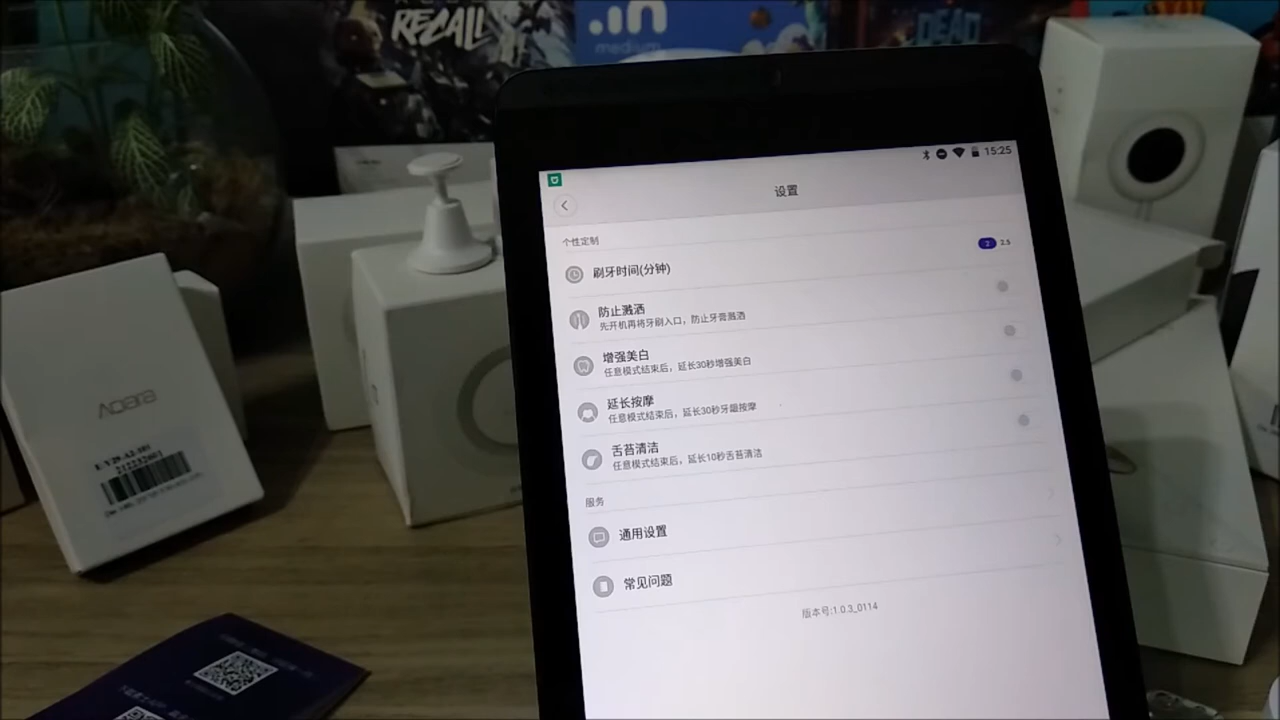 RECALL
medium
DEAD
15:25
设置
个性定制
刷牙时间(分钟)
2 2.5
防止溅洒
先开机再将牙刷入口，防止牙膏溅洒
增强美白
任意模式结束后，延长30秒增强美白
延长按摩
任意模式结束后，延长30秒牙龈按摩
舌苔清洁
任意模式结束后，延长10秒舌苔清洁
服务
通用设置
常见问题
版本号:1.0.3_0114
Aqara